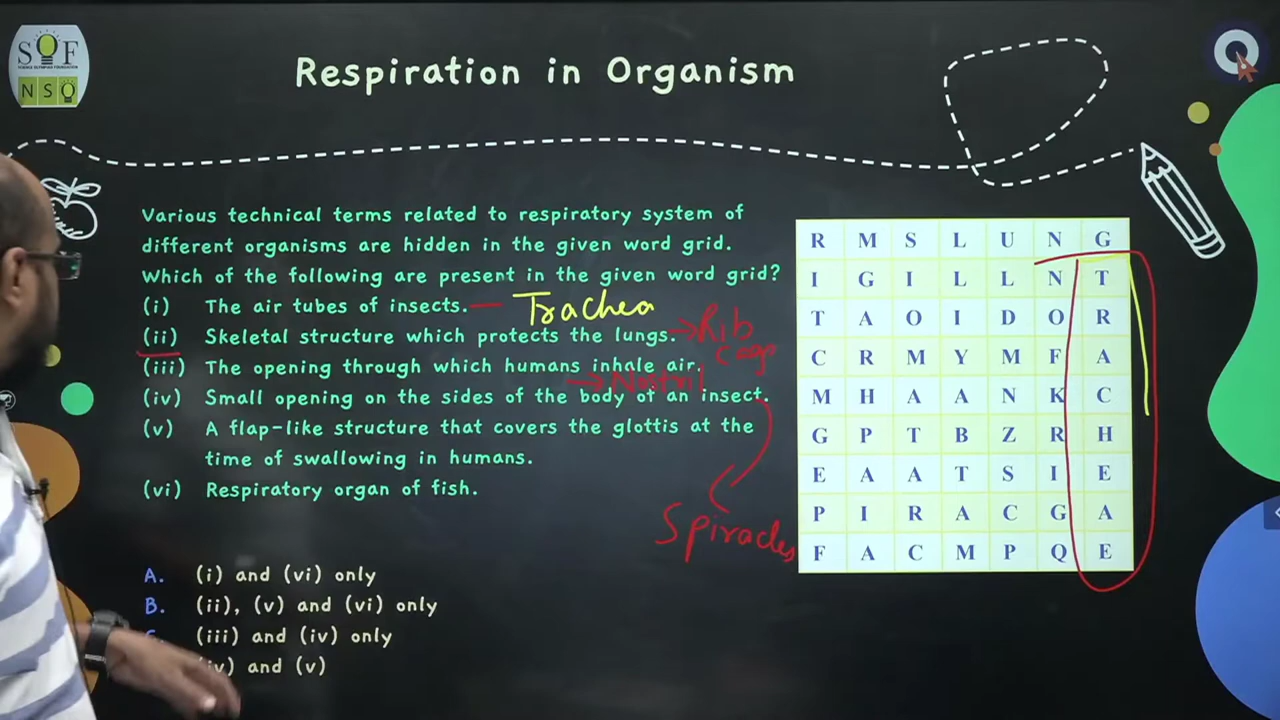 SOF
SCIENCE OLYMPIAD FOUNDATION
NSO
Respiration in Organism
Various technical terms related to respiratory system of
different organisms are hidden in the given word grid.
Which of the following are present in the given word grid?
(i) The air tubes of insects. Trachea
(ii) Skeletal structure which protects the lungs. Rib
(iii) The opening through which humans inhale air.
Nostril
(iv) Small opening on the sides of the body of an insect.
(v) A flap-like structure that covers the glottis at the
time of swallowing in humans.
(vi) Respiratory organ of fish.
Spiracles
A. (i) and (vi) only
B. (ii), (v) and (vi) only
C. (iii) and (iv) only
(iv) and (v)
R M S L U N G
I G I L L N T
T A O I D O R
C R M Y M F A
M H A A N K C
G P T B Z R H
E A A T S I E
P I R A C G A
F A C M P Q E